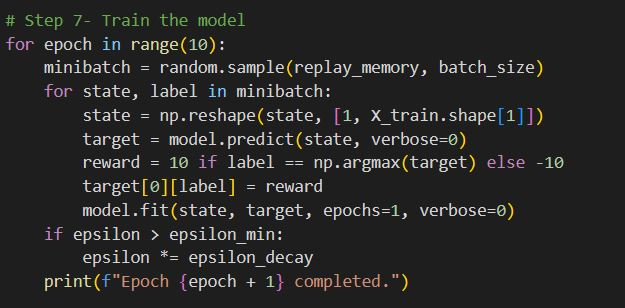 # Step 7- Train the model
for epoch in range(10):
    minibatch = random.sample(replay_memory, batch_size)
    for state, label in minibatch:
        state = np.reshape(state, [1, X_train.shape[1]])
        target = model.predict(state, verbose=0)
        reward = 10 if label == np.argmax(target) else -10
        target[0][label] = reward
        model.fit(state, target, epochs=1, verbose=0)
    if epsilon > epsilon_min:
        epsilon *= epsilon_decay
    print(f"Epoch {epoch + 1} completed.")